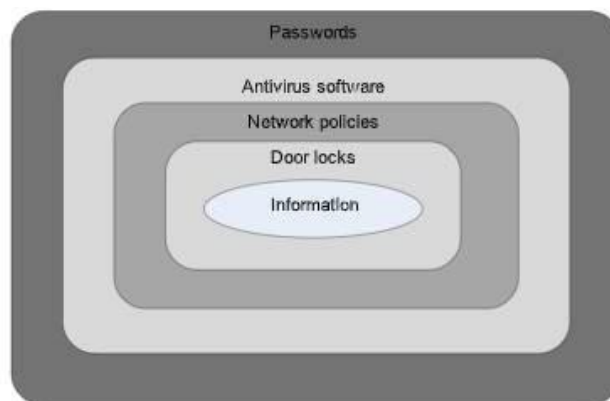 Passwords
Antivirus software
Network policies
Door locks
Information